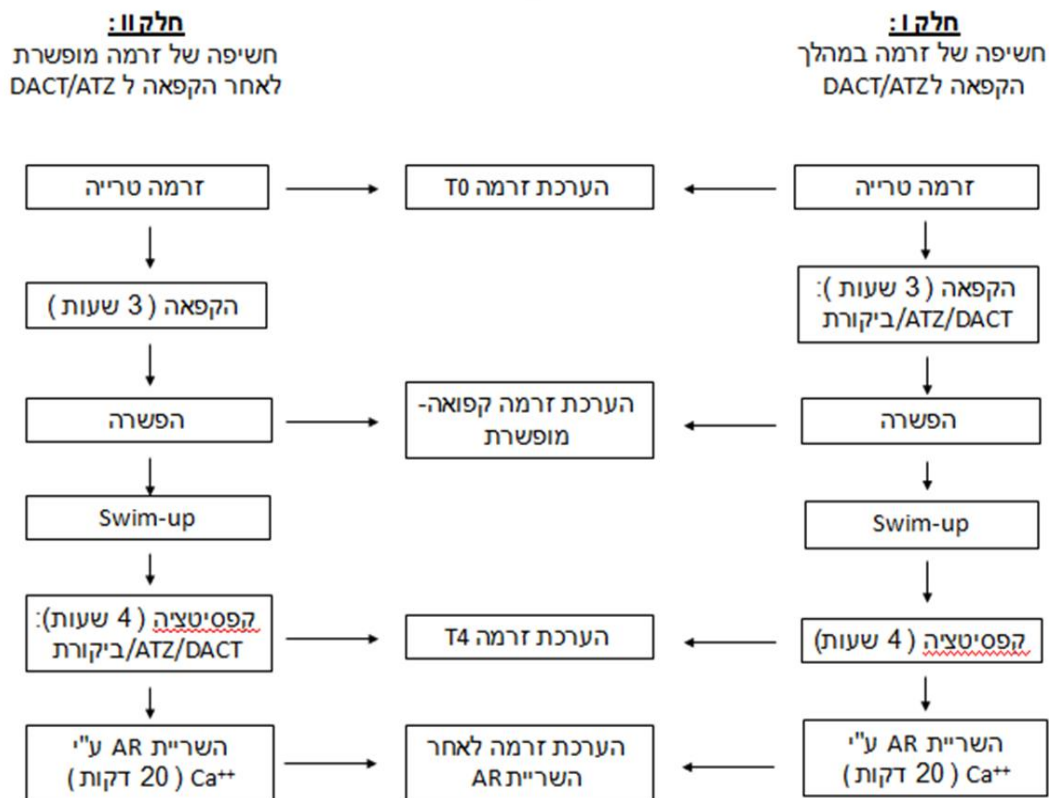 חלק I :
חשיפה של זרמה במהלך
הקפאה לDACT/ATZ
חלק II :
חשיפה של זרמה מופשרת
לאחר הקפאה ל DACT/ATZ
זרמה טרייה
הערכת זרמה T0
זרמה טרייה
הקפאה ( 3 שעות ):
ביקורת/ATZ/DACT
הקפאה ( 3 שעות )
הפשרה
הערכת זרמה קפואה-
מופשרת
הפשרה
Swim-up
Swim-up
קפסיטציה ( 4 שעות)
הערכת זרמה T4
קפסיטציה ( 4 שעות):
ביקורת/ATZ/DACT
השריית AR ע"י
Ca⁺⁺ ( 20 דקות )
הערכת זרמה לאחר
השריית AR
השריית AR ע"י
Ca⁺⁺ ( 20 דקות )